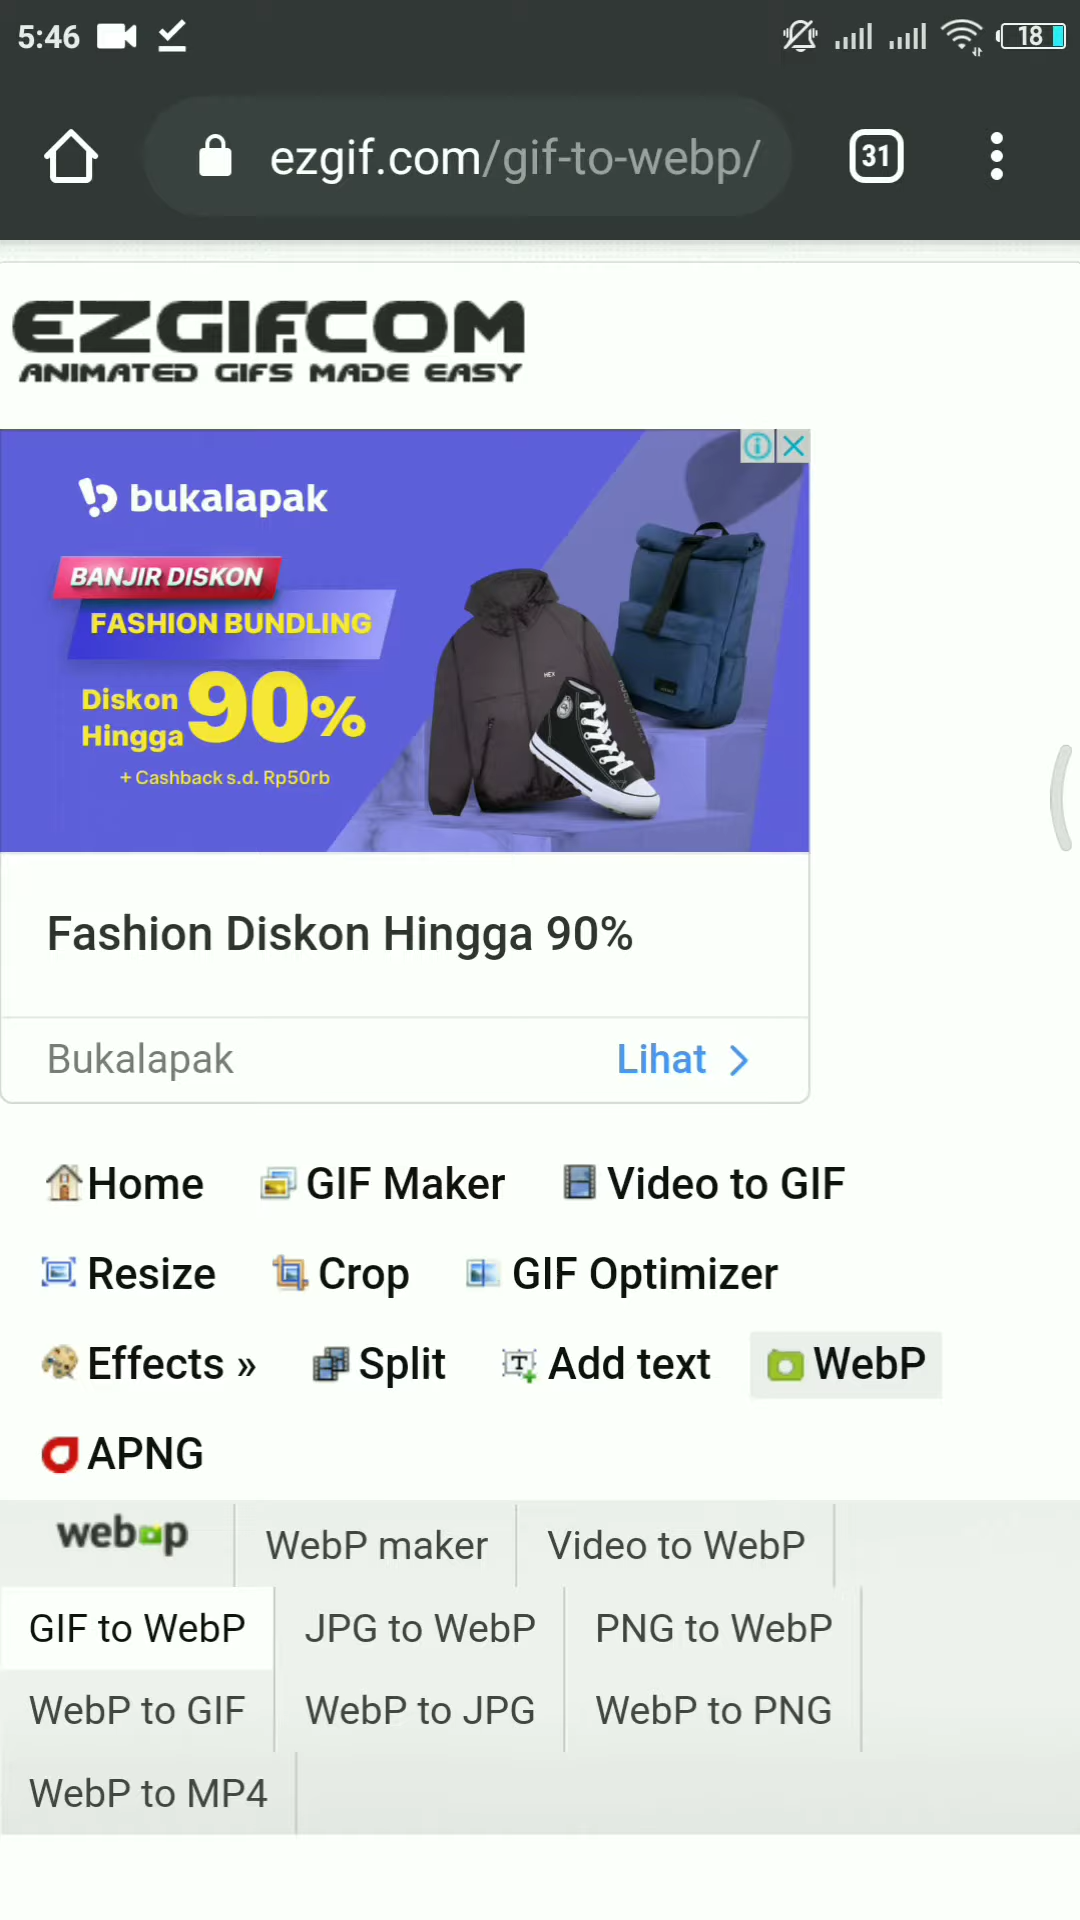 5:46
18
ezgif.com/gif-to-webp/
31
EZGIF.COM
ANIMATED GIFS MADE EASY
bukalapak
BANJIR DISKON
FASHION BUNDLING
Diskon Hingga 90%
+ Cashback s.d. Rp50rb
HEX
Fashion Diskon Hingga 90%
Bukalapak Lihat
Home GIF Maker Video to GIF
Resize Crop GIF Optimizer
Effects » Split Add text WebP
APNG
webp WebP maker Video to WebP
GIF to WebP JPG to WebP PNG to WebP
WebP to GIF WebP to JPG WebP to PNG
WebP to MP4